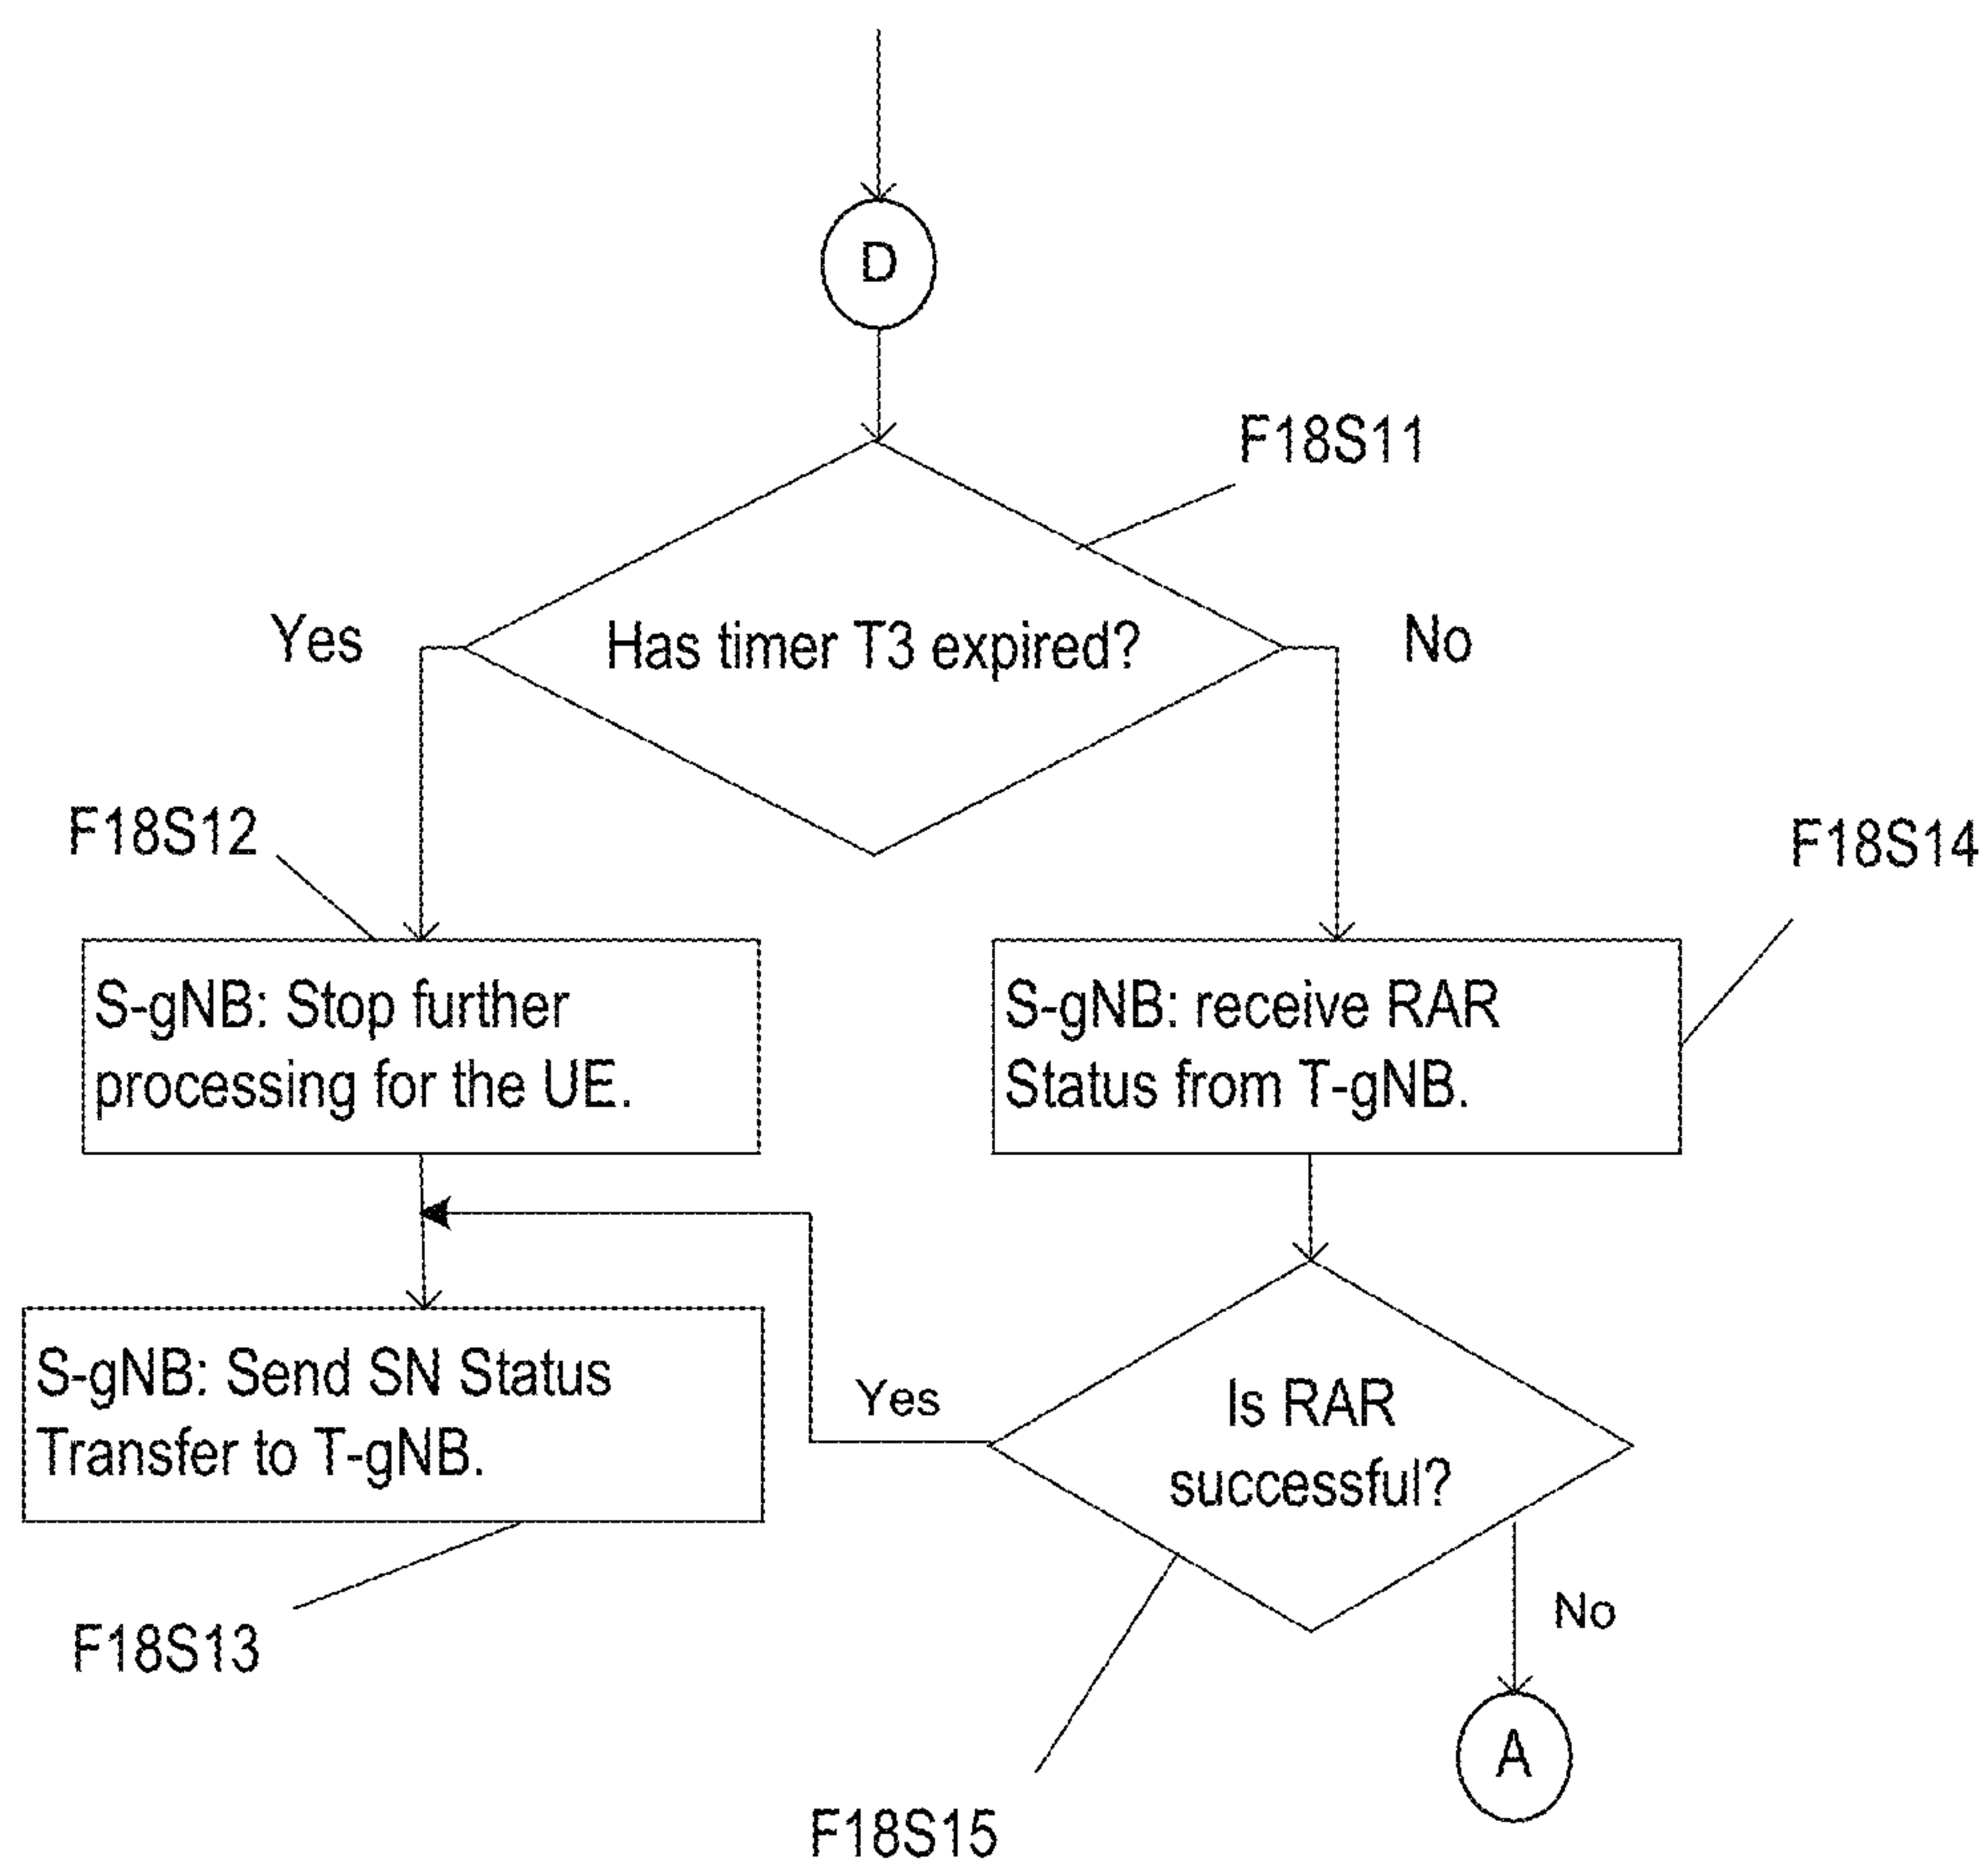 D
F18S11
Yes
Has timer T3 expired?
No
F18S12
F18S14
S-gNB: Stop further
processing for the UE.
S-gNB: receive RAR
Status from T-gNB.
S-gNB: Send SN Status
Transfer to T-gNB.
Yes
Is RAR
successful?
F18S13
No
A
F18S15